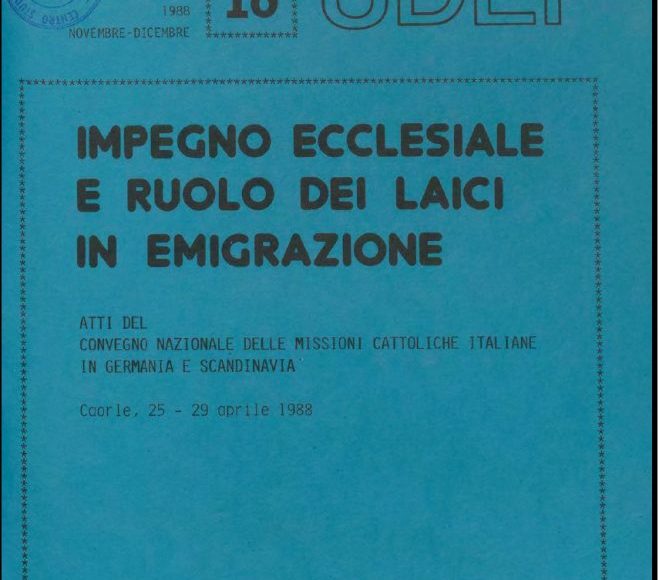 1988
NOVEMBRE-DICEMBRE
UDEP
IMPEGNO ECCLESIALE
E RUOLO DEI LAICI
IN EMIGRAZIONE
ATTI DEL
CONVEGNO NAZIONALE DELLE MISSIONI CATTOLICHE ITALIANE
IN GERMANIA E SCANDINAVIA
Caorle, 25 - 29 aprile 1988